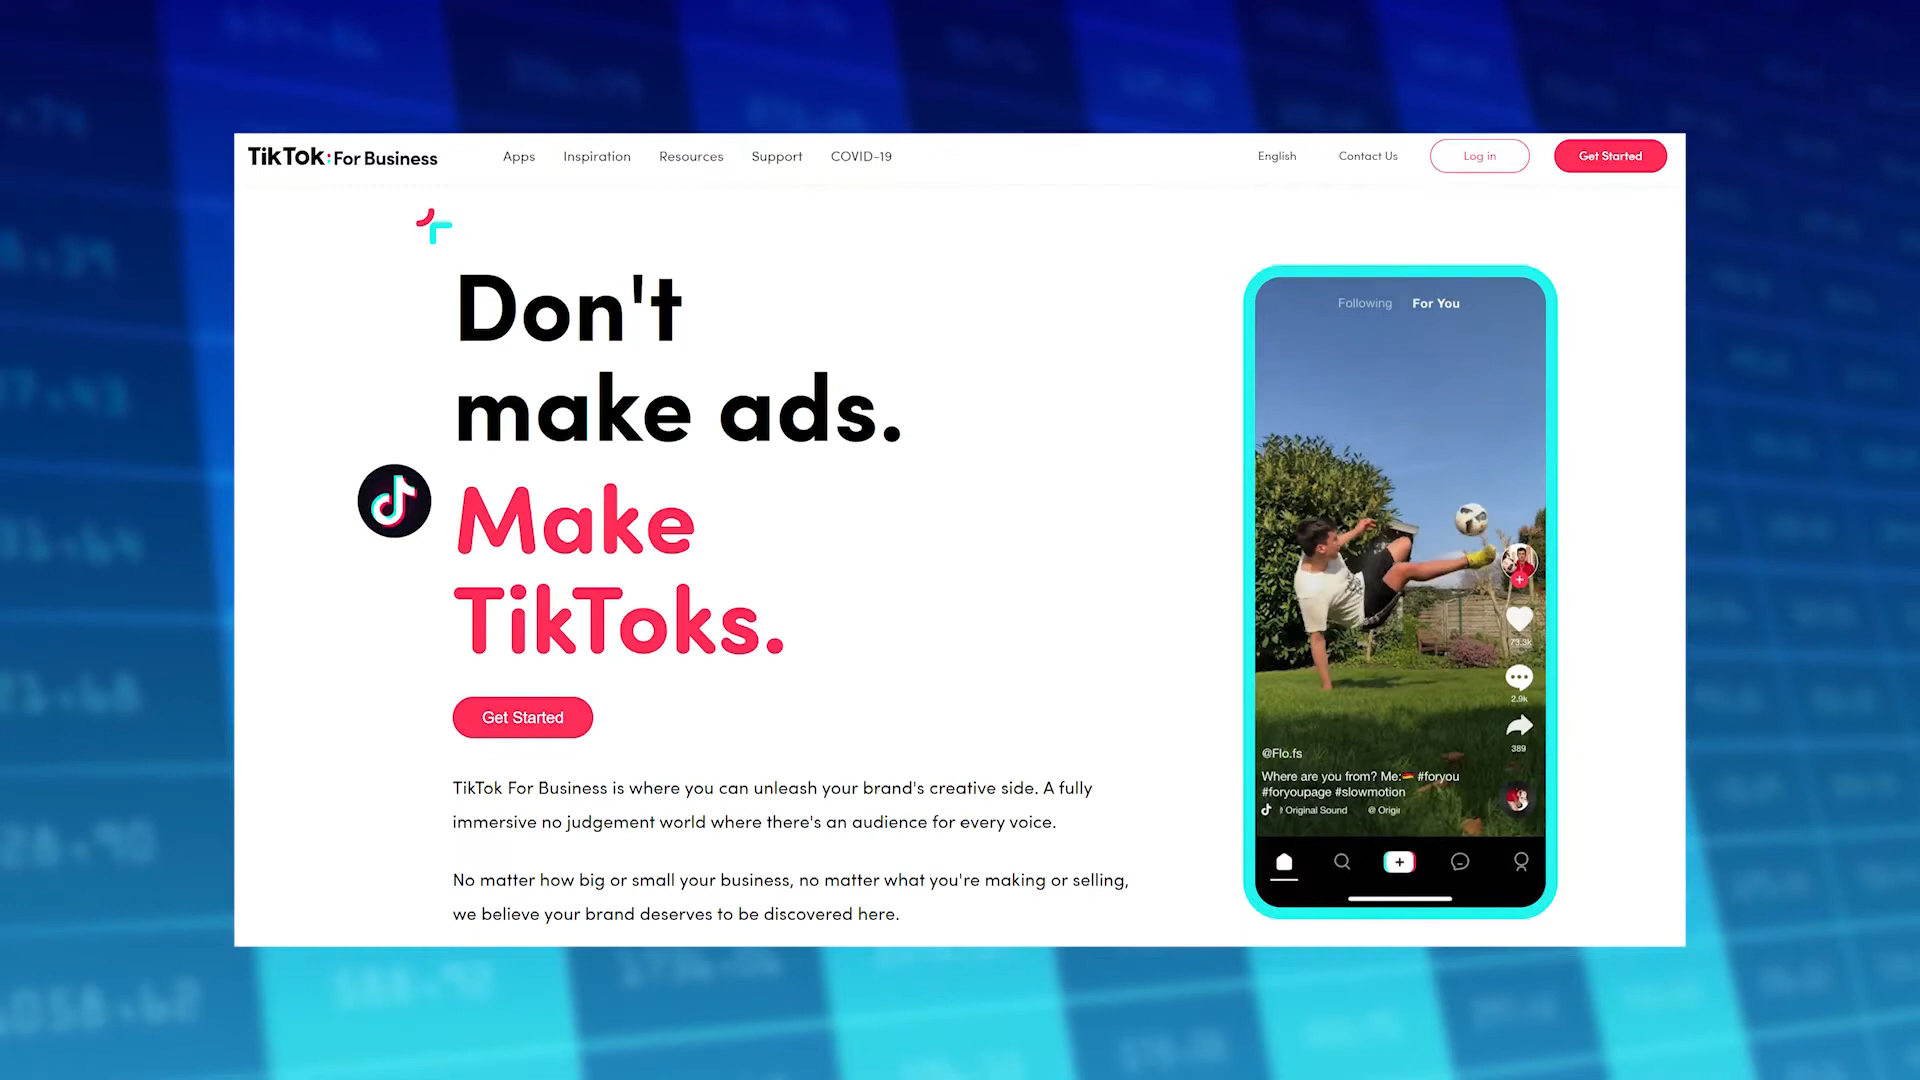 TikTok: For Business
Apps Inspiration Resources Support COVID-19
English Contact Us Log in Get Started
Don't
make ads.
Make
TikToks.
Get Started
TikTok For Business is where you can unleash your brand's creative side. A fully
immersive no judgement world where there's an audience for every voice.
No matter how big or small your business, no matter what you're making or selling,
we believe your brand deserves to be discovered here.
Following For You
73.3k
2.9k
389
@Flo.fs
Where are you from? Me: #foryou
#foryoupage #slowmotion
Original Sound @ Origi